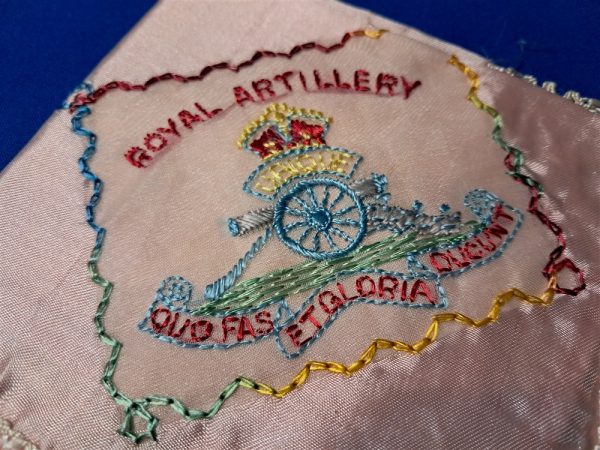 ROYAL ARTILLERY
QUO FAS ET GLORIA DUCUNT